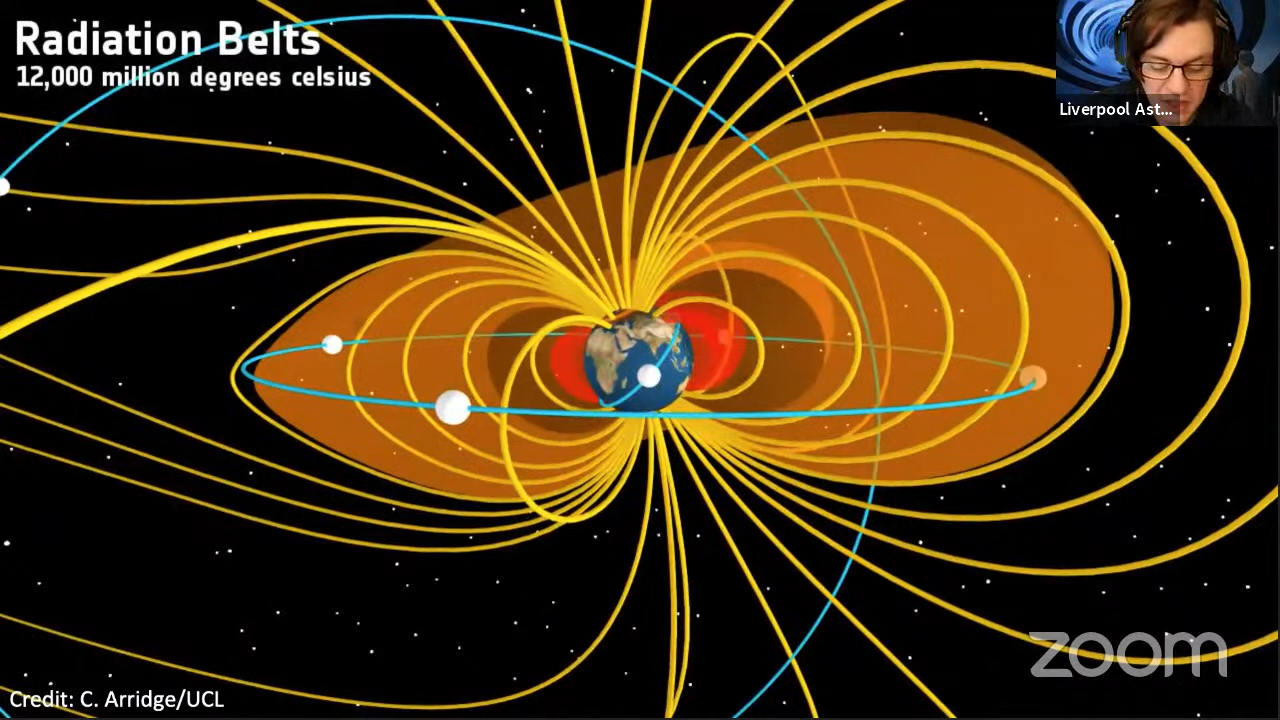 Radiation Belts
12,000 million degrees celsius
Liverpool Ast...
zoom
Credit: C. Arridge/UCL